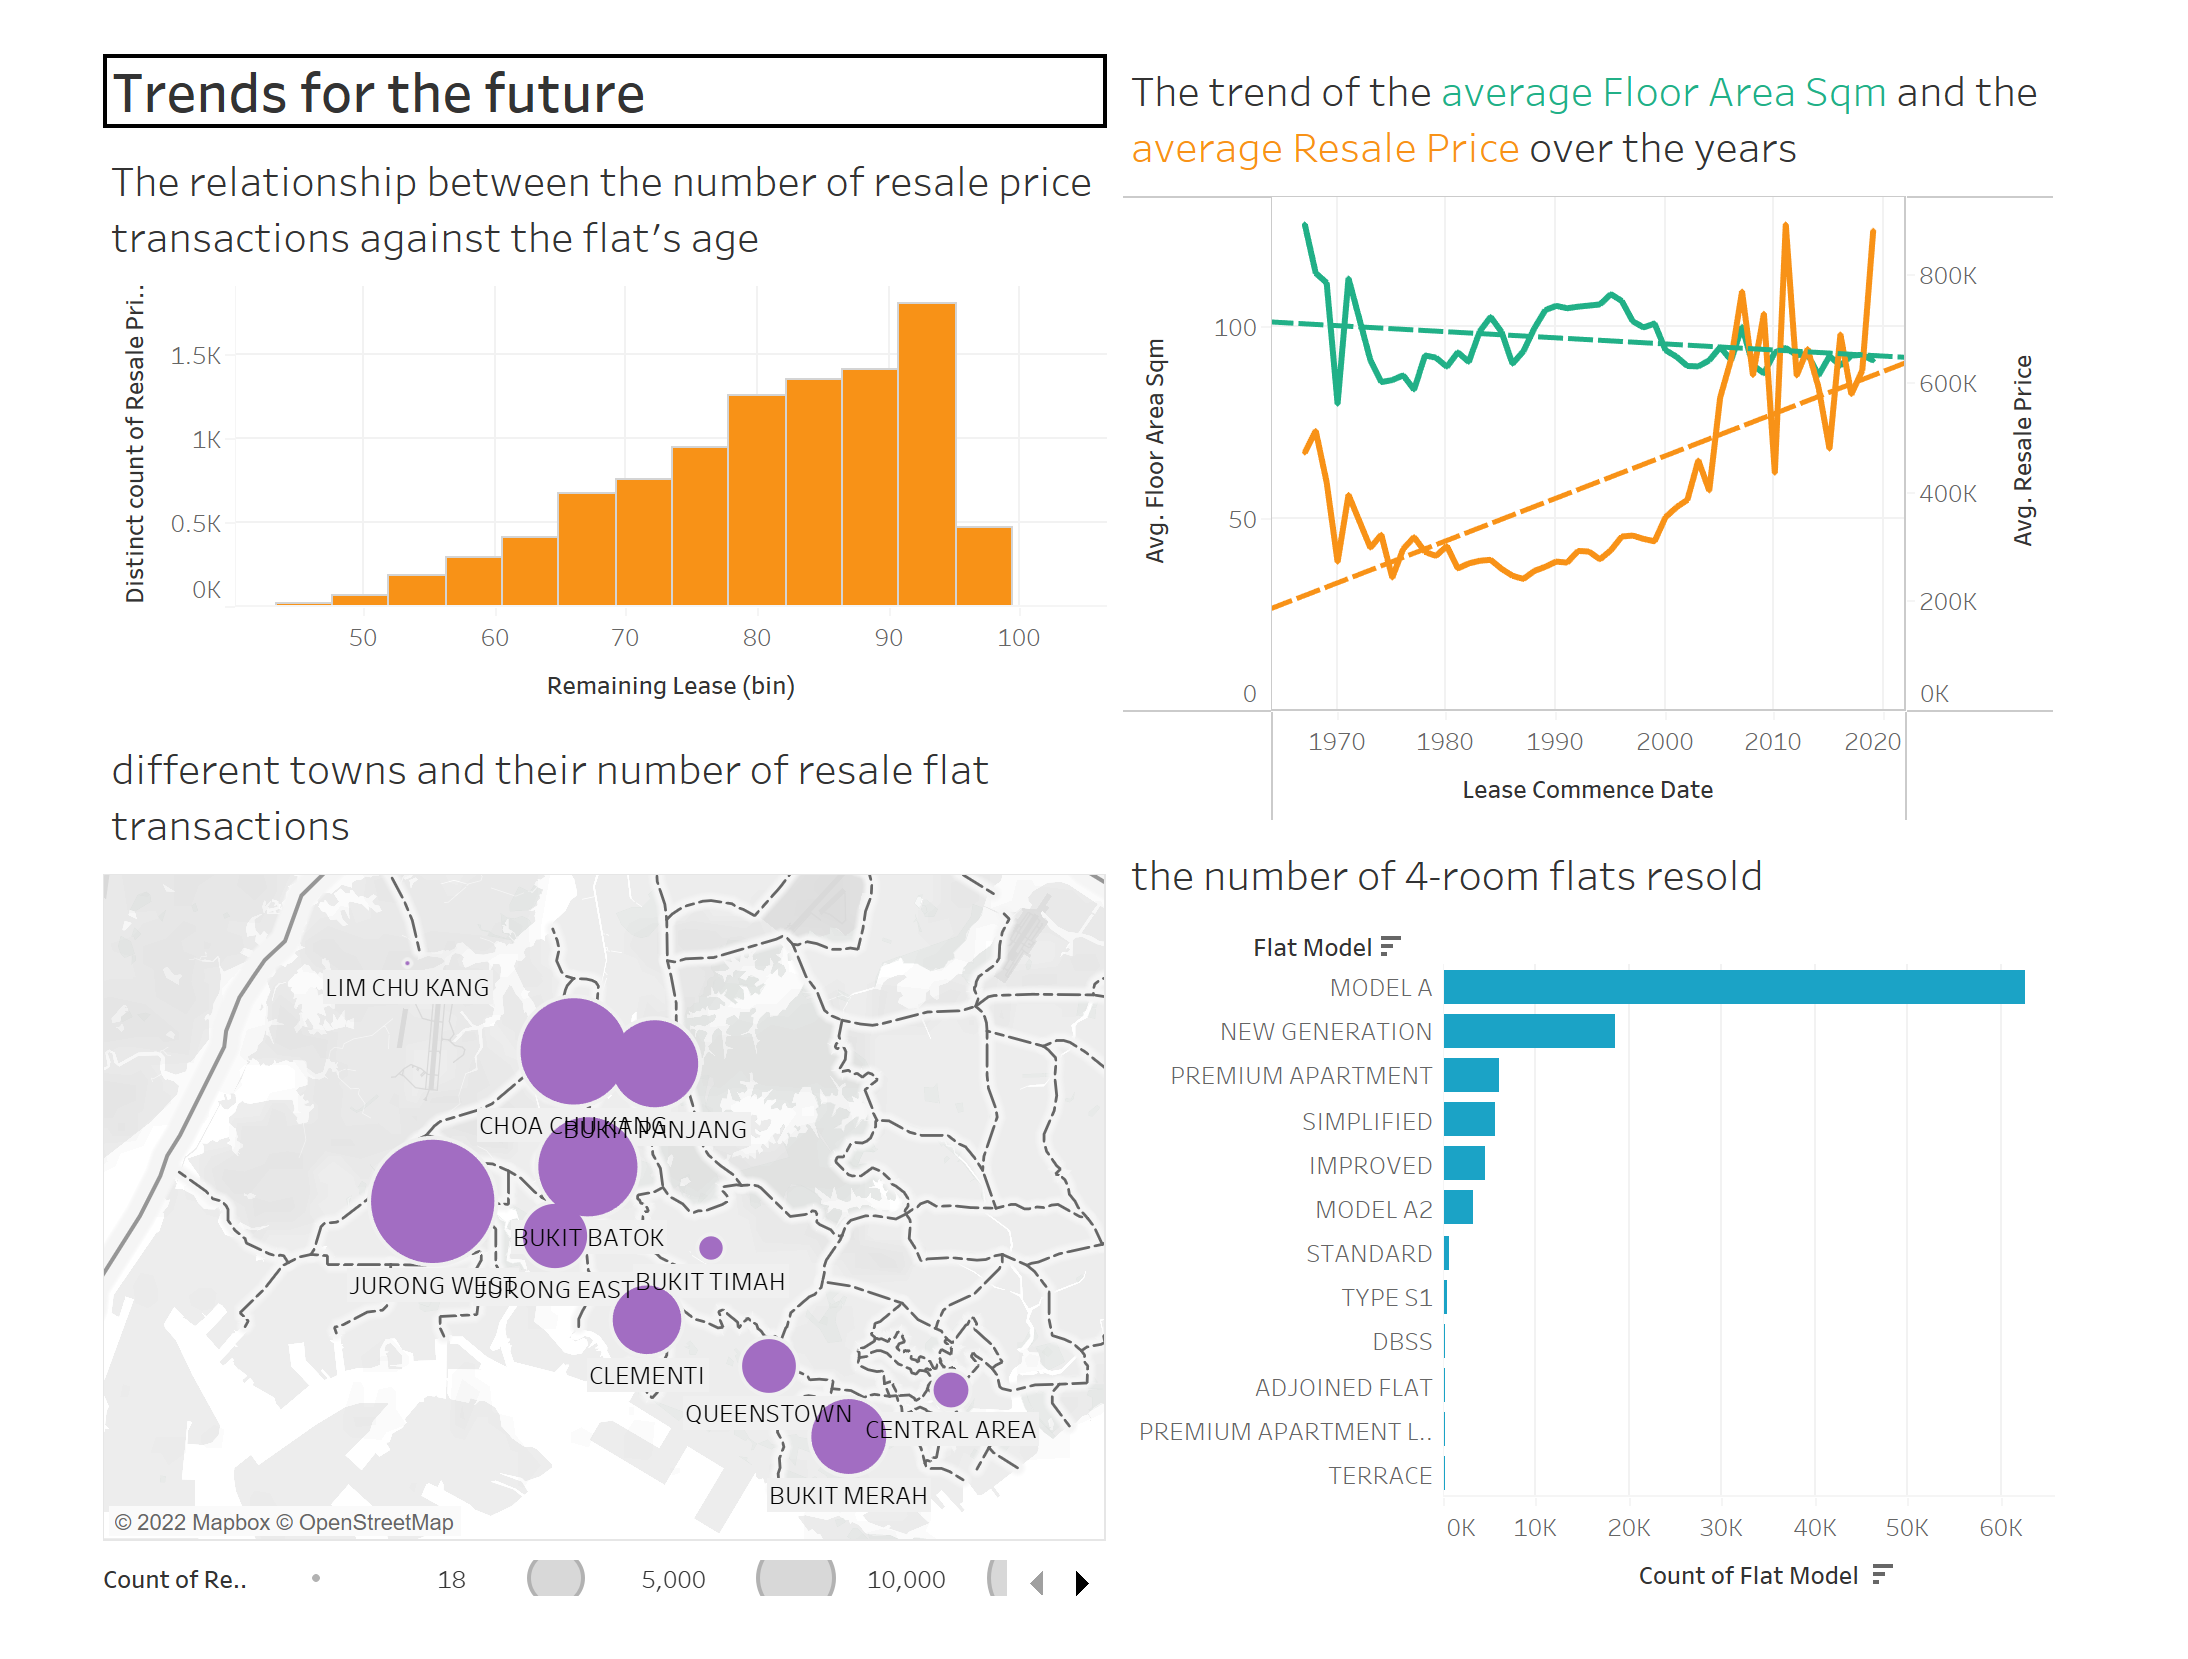 Trends for the future
The relationship between the number of resale price
transactions against the flat's age
Distinct count of Resale Pri..
1.5K
1K
0.5K
0K
50 60 70 80 90 100
Remaining Lease (bin)
The trend of the average Floor Area Sqm and the
average Resale Price over the years
Avg. Floor Area Sqm
100
50
0
800K
600K
400K
200K
0K
Avg. Resale Price
1970 1980 1990 2000 2010 2020
Lease Commence Date
different towns and their number of resale flat
transactions
LIM CHU KANG
CHOA CHU KANG
BUKIT PANJANG
BUKIT BATOK
JURONG WEST
JURONG EAST
BUKIT TIMAH
CLEMENTI
QUEENSTOWN
CENTRAL AREA
BUKIT MERAH
© 2022 Mapbox © OpenStreetMap
Count of Re.. 18 5,000 10,000
the number of 4-room flats resold
Flat Model
MODEL A
NEW GENERATION
PREMIUM APARTMENT
SIMPLIFIED
IMPROVED
MODEL A2
STANDARD
TYPE S1
DBSS
ADJOINED FLAT
PREMIUM APARTMENT L..
TERRACE
0K 10K 20K 30K 40K 50K 60K
Count of Flat Model